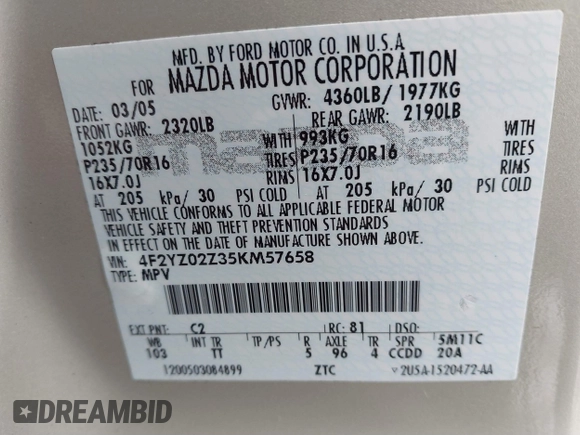 MFD. BY FORD MOTOR CO. IN U.S.A.
FOR MAZDA MOTOR CORPORATION
DATE: 03/05 GVWR: 4360LB/ 1977KG
FRONT GAWR: 2320LB REAR GAWR: 2190LB
1052KG WITH 993KG WITH
P235/70R16 TIRES P235/70R16 TIRES
16X7.0J RIMS 16X7.0J RIMS
AT 205 kPa/ 30 PSI COLD AT 205 kPa/ 30 PSI COLD
mazda
THIS VEHICLE CONFORMS TO ALL APPLICABLE FEDERAL MOTOR
VEHICLE SAFETY AND THEFT PREVENTION STANDARDS
IN EFFECT ON THE DATE OF MANUFACTURE SHOWN ABOVE.
VIN: 4F2YZ02Z35KM57658
TYPE: MPV
EXT PNT: C2 RC: 81 DSO:
WB INT TR TP/PS R AXLE TR SPR 5M11C
103 TT 5 96 4 CCDD 20A
1200503084899 ZTC v2U5A-1520472-AA
DREAMBID